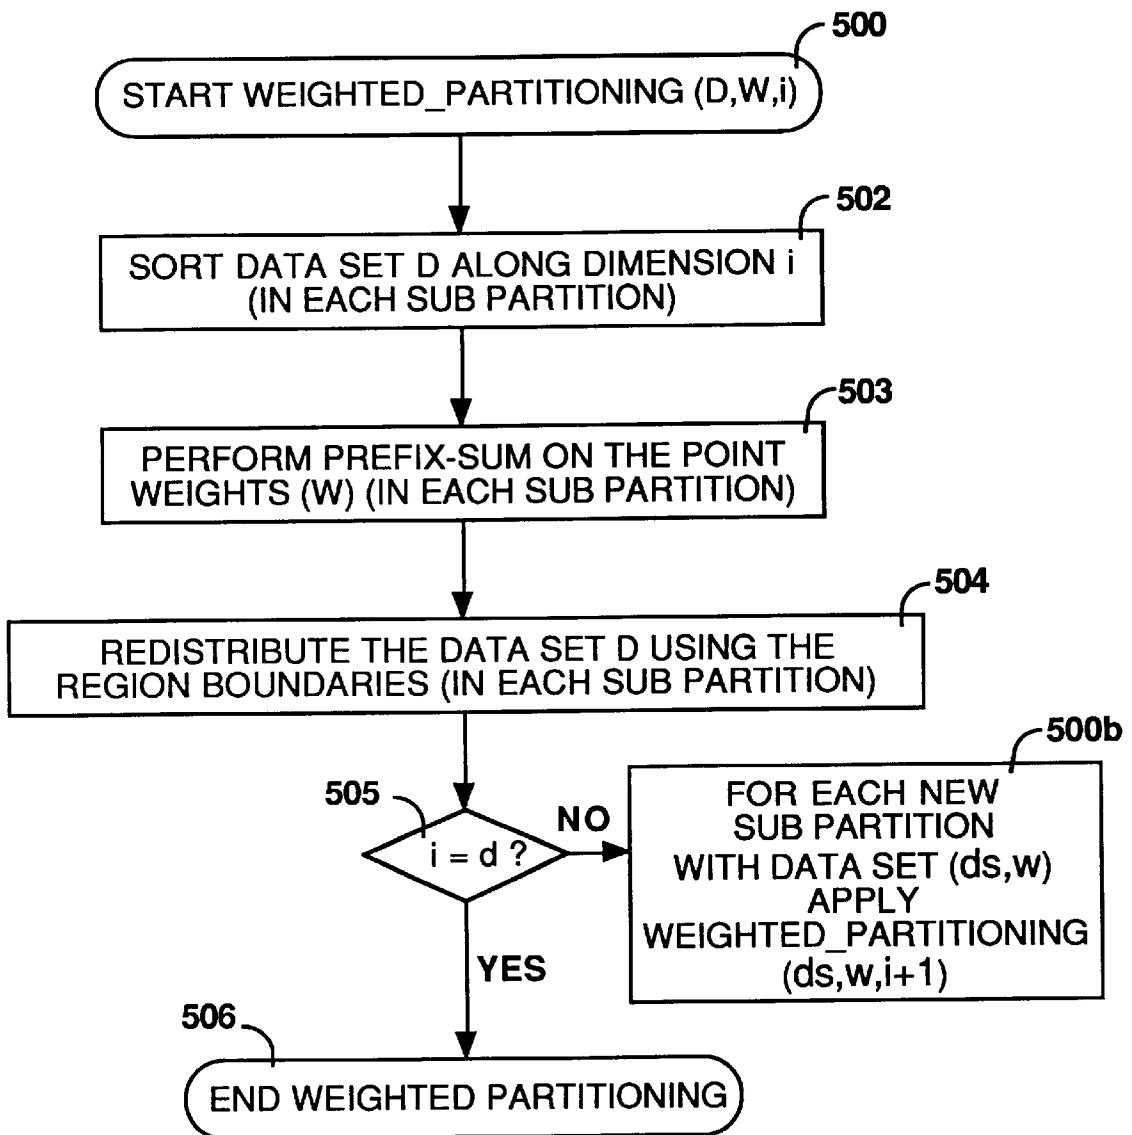 500
START WEIGHTED_PARTITIONING (D,W,i)
502
SORT DATA SET D ALONG DIMENSION i
(IN EACH SUB PARTITION)
503
PERFORM PREFIX-SUM ON THE POINT
WEIGHTS (W) (IN EACH SUB PARTITION)
504
REDISTRIBUTE THE DATA SET D USING THE
REGION BOUNDARIES (IN EACH SUB PARTITION)
505
i = d ?
NO
500b
FOR EACH NEW
SUB PARTITION
WITH DATA SET (ds,w)
APPLY
WEIGHTED_PARTITIONING
(ds,w,i+1)
YES
506
END WEIGHTED PARTITIONING